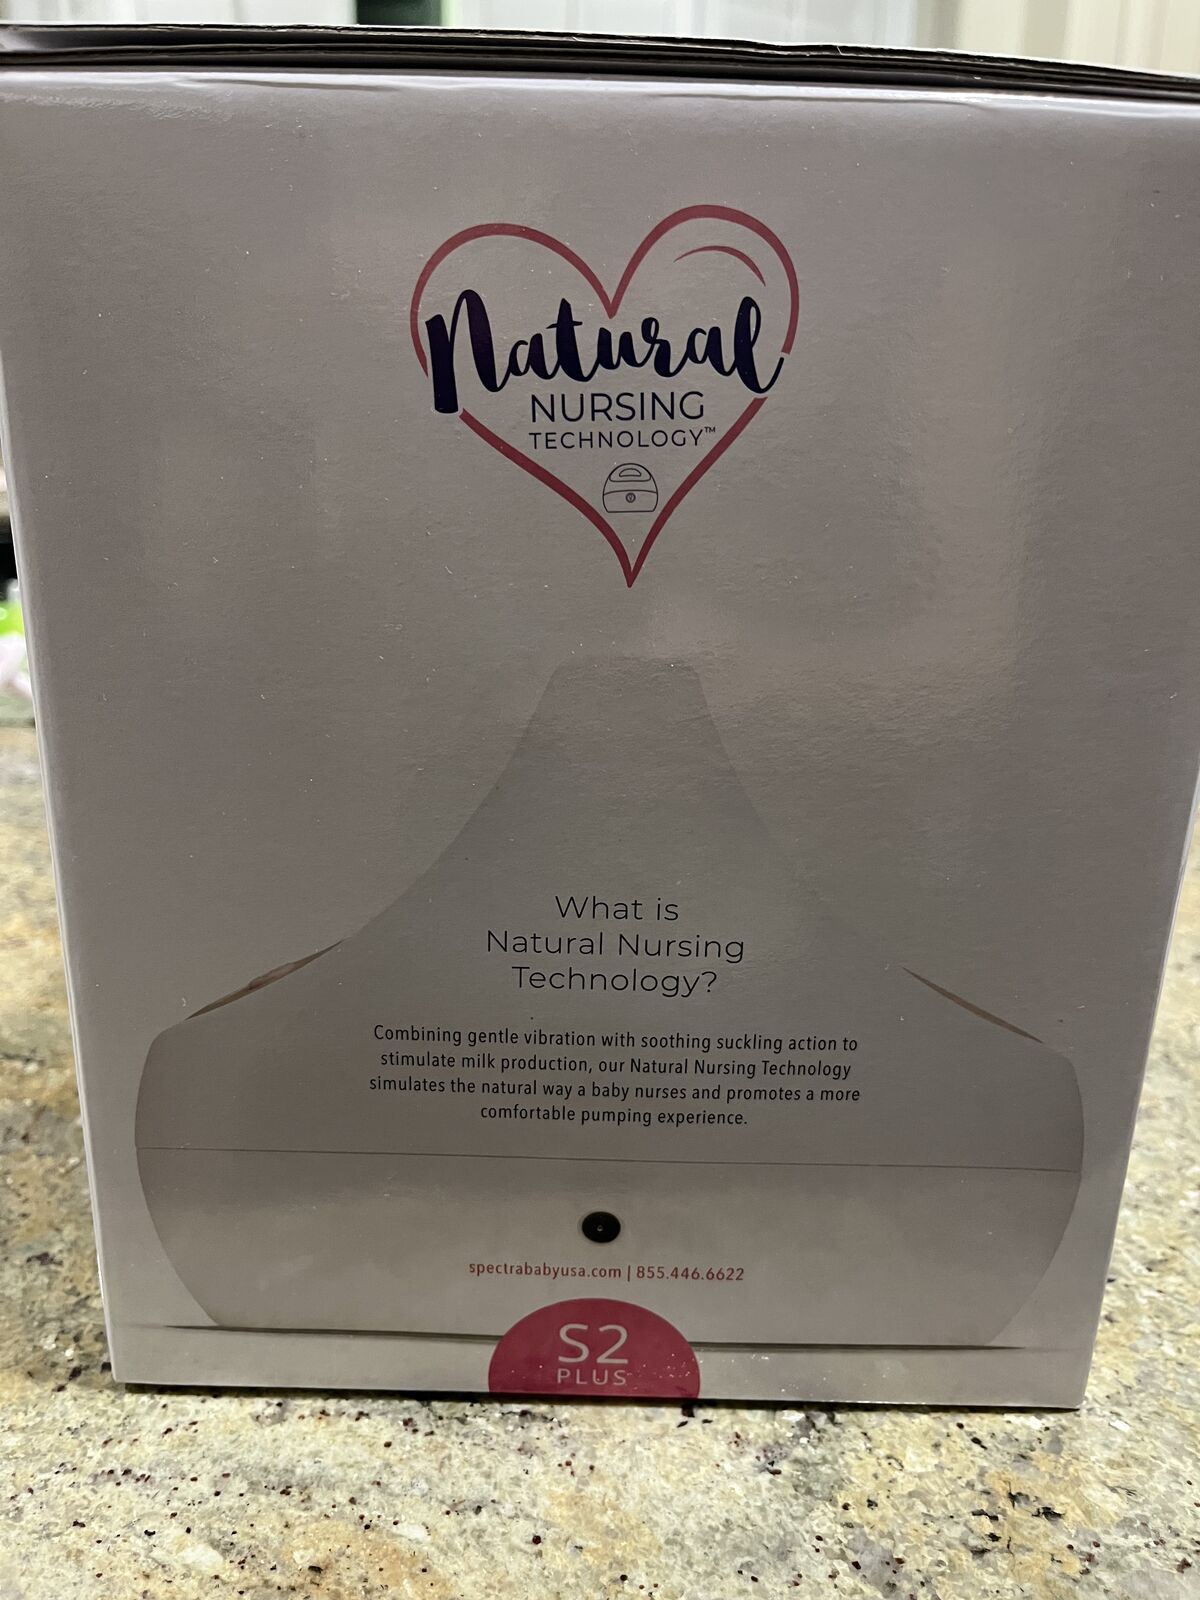 Natural
NURSING
TECHNOLOGY™
What is
Natural Nursing
Technology?
Combining gentle vibration with soothing suckling action to
stimulate milk production, our Natural Nursing Technology
simulates the natural way a baby nurses and promotes a more
comfortable pumping experience.
spectrababyusa.com | 855.446.6622
S2
PLUS